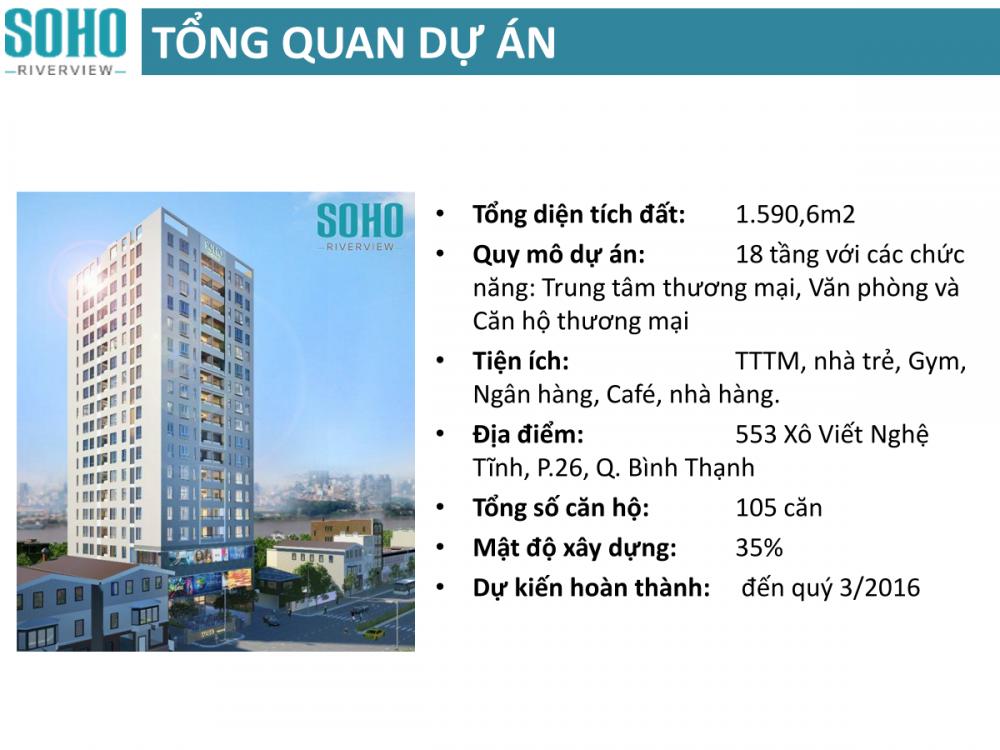 SOHO
RIVERVIEW
TỔNG QUAN DỰ ÁN
SOHO
RIVERVIEW
• Tổng diện tích đất: 1.590,6m2
• Quy mô dự án: 18 tầng với các chức
năng: Trung tâm thương mại, Văn phòng và
Căn hộ thương mại
• Tiện ích: TTTM, nhà trẻ, Gym,
Ngân hàng, Café, nhà hàng.
• Địa điểm: 553 Xô Viết Nghệ
Tĩnh, P.26, Q. Bình Thạnh
• Tổng số căn hộ: 105 căn
• Mật độ xây dựng: 35%
• Dự kiến hoàn thành: đến quý 3/2016